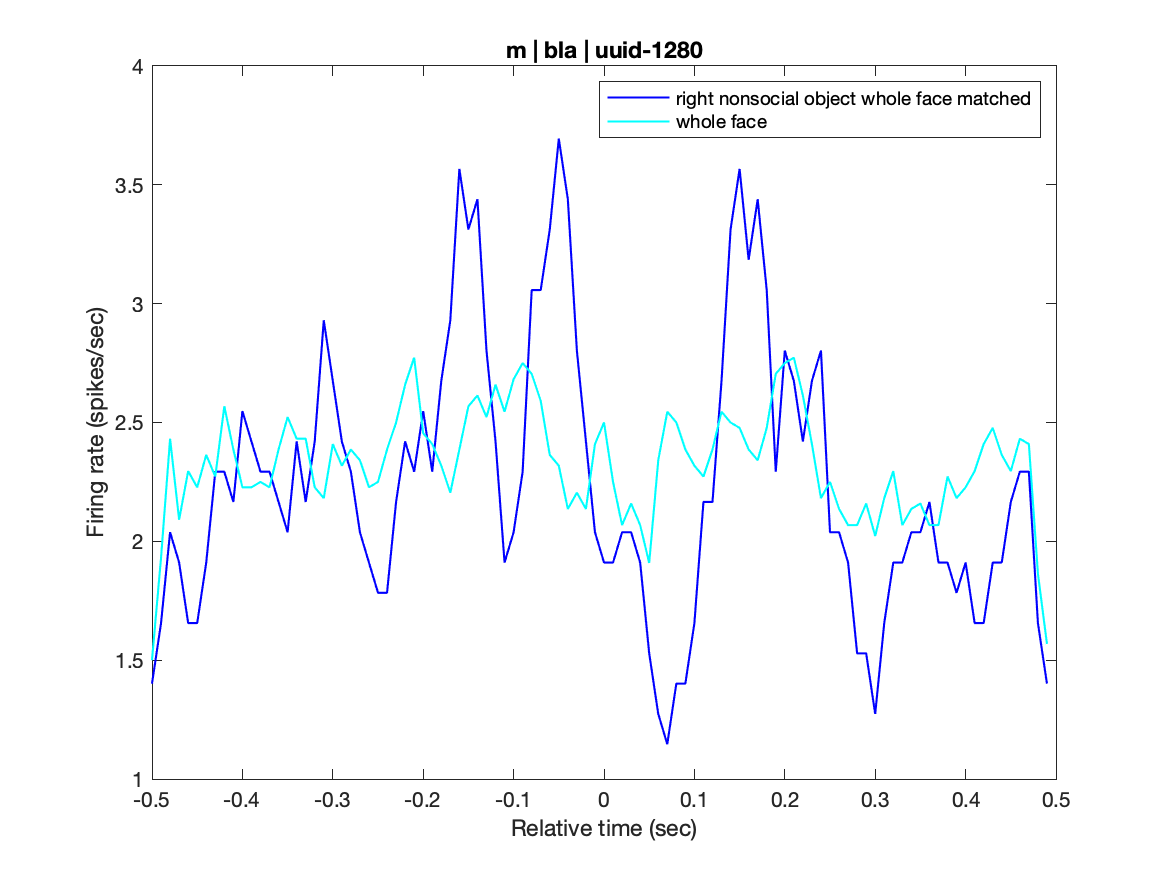 m | bla | uuid-1280
right nonsocial object whole face matched
whole face
4
3.5
3
2.5
2
1.5
1
Firing rate (spikes/sec)
-0.5 -0.4 -0.3 -0.2 -0.1 0 0.1 0.2 0.3 0.4 0.5
Relative time (sec)